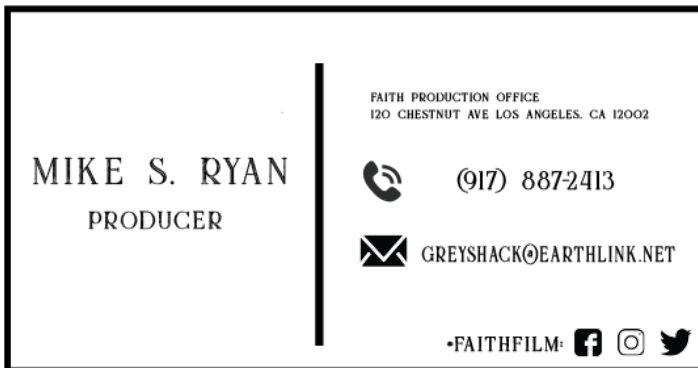 MIKE S. RYAN
PRODUCER
FAITH PRODUCTION OFFICE
120 CHESTNUT AVE LOS ANGELES. CA 12002
(917) 887-2413
GREYSHACK@EARTHLINK.NET
•FAITHFILM: